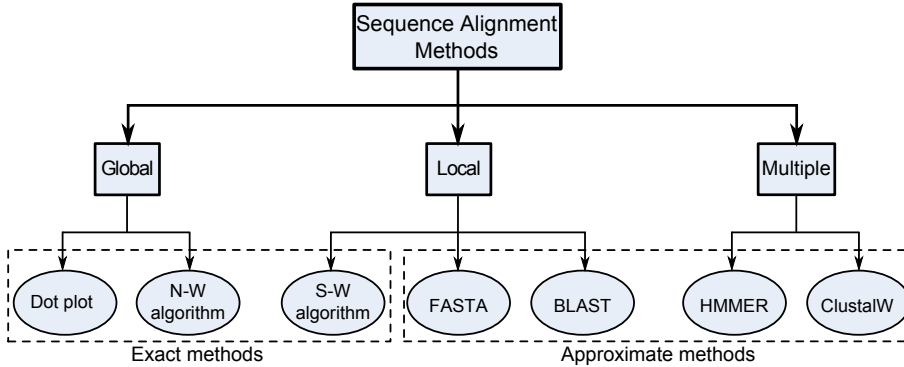 Sequence Alignment
Methods
Global
Local
Multiple
Dot plot
N-W
algorithm
S-W
algorithm
FASTA
BLAST
HMMER
ClustalW
Exact methods
Approximate methods